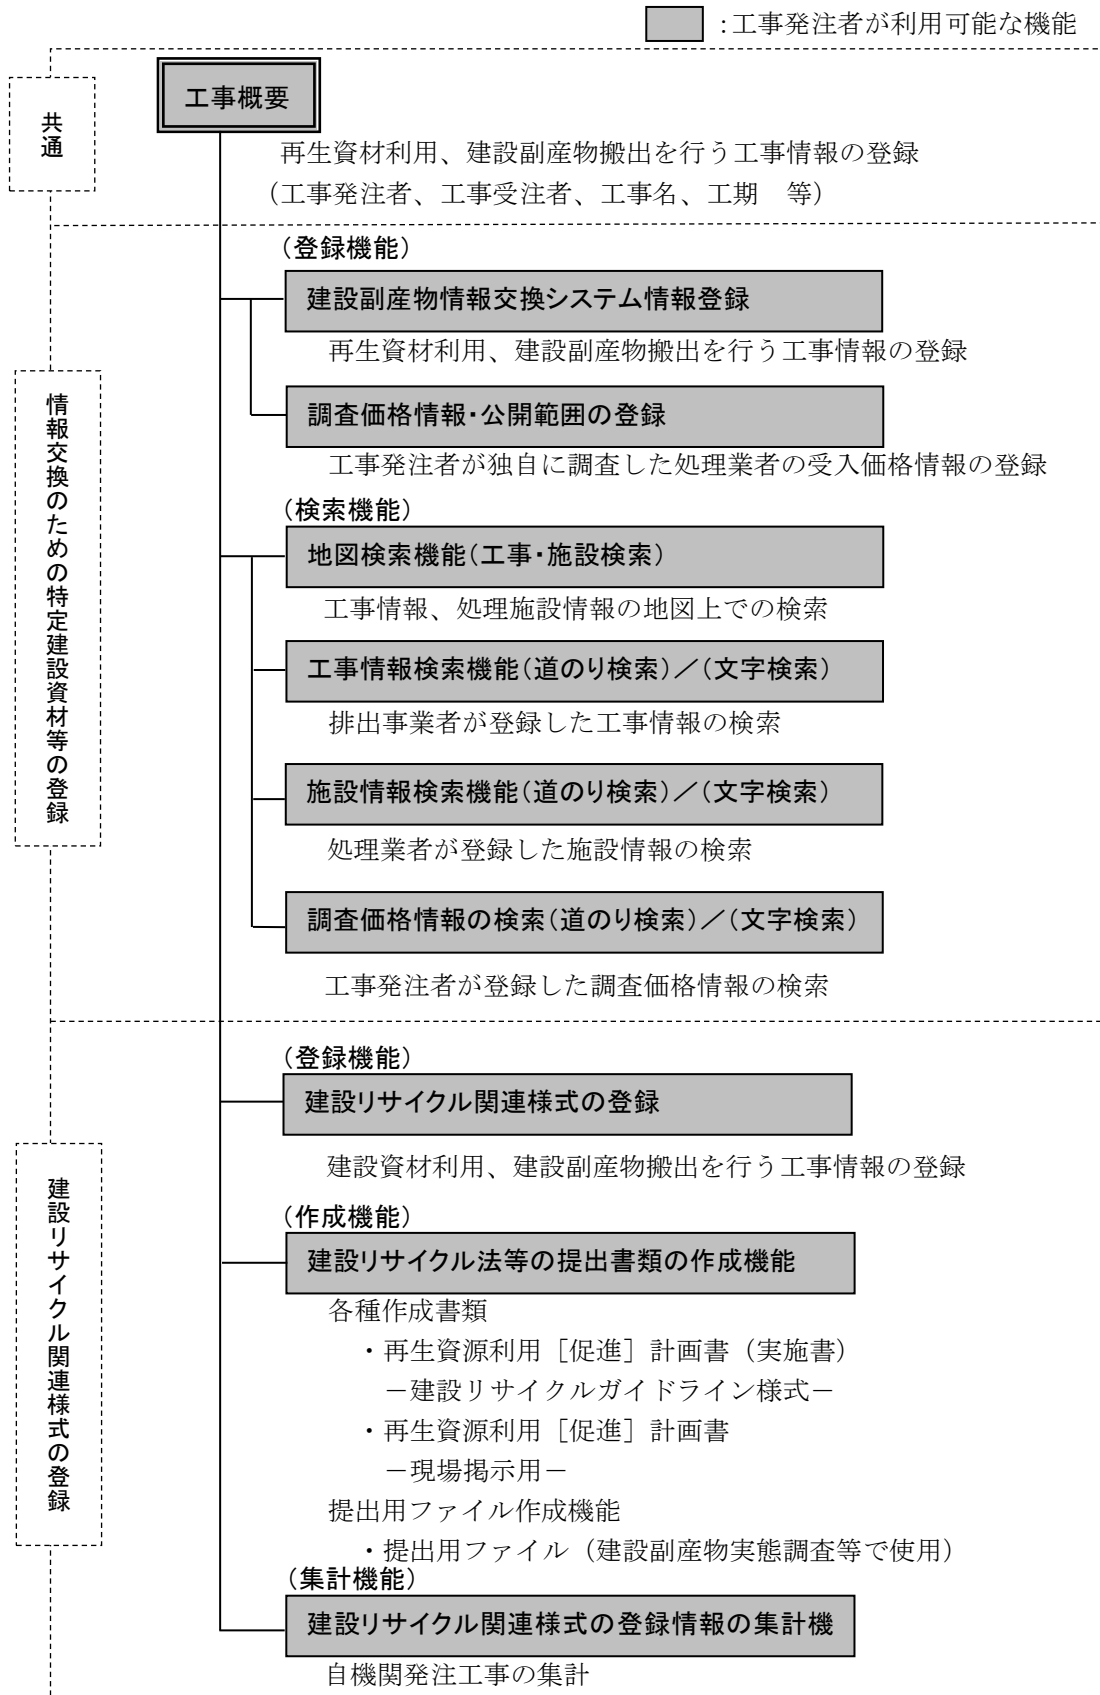 ：工事発注者が利用可能な機能
共通
工事概要
再生資材利用、建設副産物搬出を行う工事情報の登録
（工事発注者、工事受注者、工事名、工期　等）
情報交換のための特定建設資材等の登録
（登録機能）
建設副産物情報交換システム情報登録
再生資材利用、建設副産物搬出を行う工事情報の登録
調査価格情報・公開範囲の登録
工事発注者が独自に調査した処理業者の受入価格情報の登録
（検索機能）
地図検索機能（工事・施設検索）
工事情報、処理施設情報の地図上での検索
工事情報検索機能（道のり検索）／（文字検索）
排出事業者が登録した工事情報の検索
施設情報検索機能（道のり検索）／（文字検索）
処理業者が登録した施設情報の検索
調査価格情報の検索（道のり検索）／（文字検索）
工事発注者が登録した調査価格情報の検索
建設リサイクル関連様式の登録
（登録機能）
建設リサイクル関連様式の登録
建設資材利用、建設副産物搬出を行う工事情報の登録
（作成機能）
建設リサイクル法等の提出書類の作成機能
各種作成書類
・再生資源利用［促進］計画書（実施書）
－建設リサイクルガイドライン様式－
・再生資源利用［促進］計画書
－現場掲示用－
提出用ファイル作成機能
・提出用ファイル（建設副産物実態調査等で使用）
（集計機能）
建設リサイクル関連様式の登録情報の集計機
自機関発注工事の集計